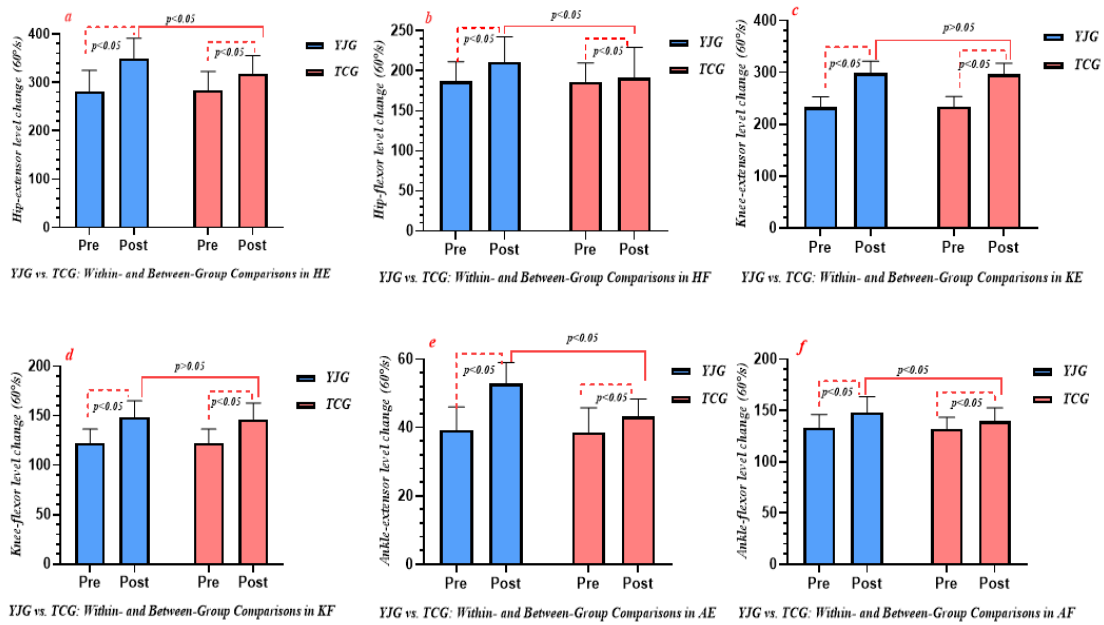 a
p<0.05
p<0.05
p<0.05
YJG
TCG
Hip-extensor level change (60°/s)
400
300
200
100
0
Pre
Post
Pre
Post
YJG vs. TCG: Within- and Between-Group Comparisons in HE
b
p<0.05
p<0.05
p<0.05
YJG
TCG
Hip-flexor level change (60°/s)
250
200
150
100
50
0
Pre
Post
Pre
Post
YJG vs. TCG: Within- and Between-Group Comparisons in HF
c
p>0.05
p<0.05
p<0.05
YJG
TCG
Knee-extensor level change (60°/s)
400
300
200
100
0
Pre
Post
Pre
Post
YJG vs. TCG: Within- and Between-Group Comparisons in KE
d
p>0.05
p<0.05
p<0.05
YJG
TCG
Knee-flexor level change (60°/s)
200
150
100
50
0
Pre
Post
Pre
Post
YJG vs. TCG: Within- and Between-Group Comparisons in KF
e
p<0.05
p<0.05
p<0.05
YJG
TCG
Ankle-extensor level change (60°/s)
60
40
20
0
Pre
Post
Pre
Post
YJG vs. TCG: Within- and Between-Group Comparisons in AE
f
p<0.05
p<0.05
p<0.05
YJG
TCG
Ankle-flexor level change (60°/s)
200
150
100
50
0
Pre
Post
Pre
Post
YJG vs. TCG: Within- and Between-Group Comparisons in AF